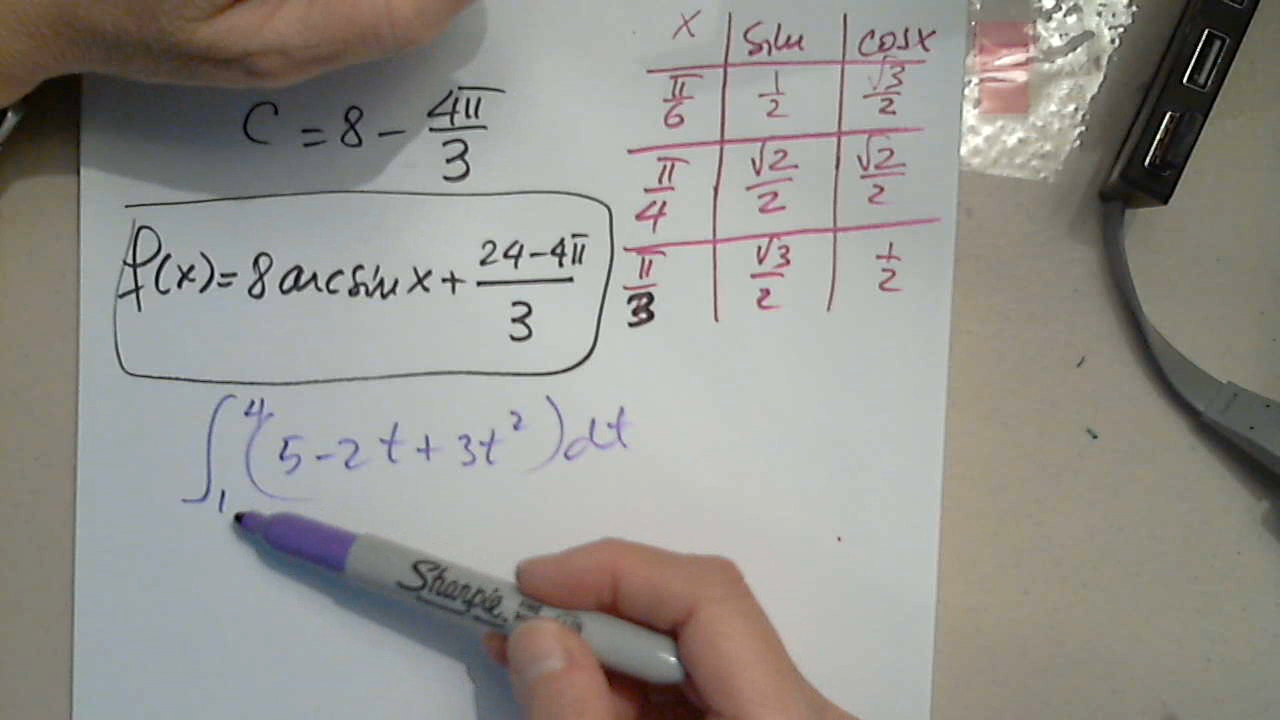 C = 8 - 4π/3
f(x) = 8 arcsin x + (24-4π)/3
x | sin | cosx
π/6 | 1/2 | √3/2
π/4 | √2/2 | √2/2
π/3 | √3/2 | 1/2
∫₁⁴ (5-2t+3t²)dt
Sharpie